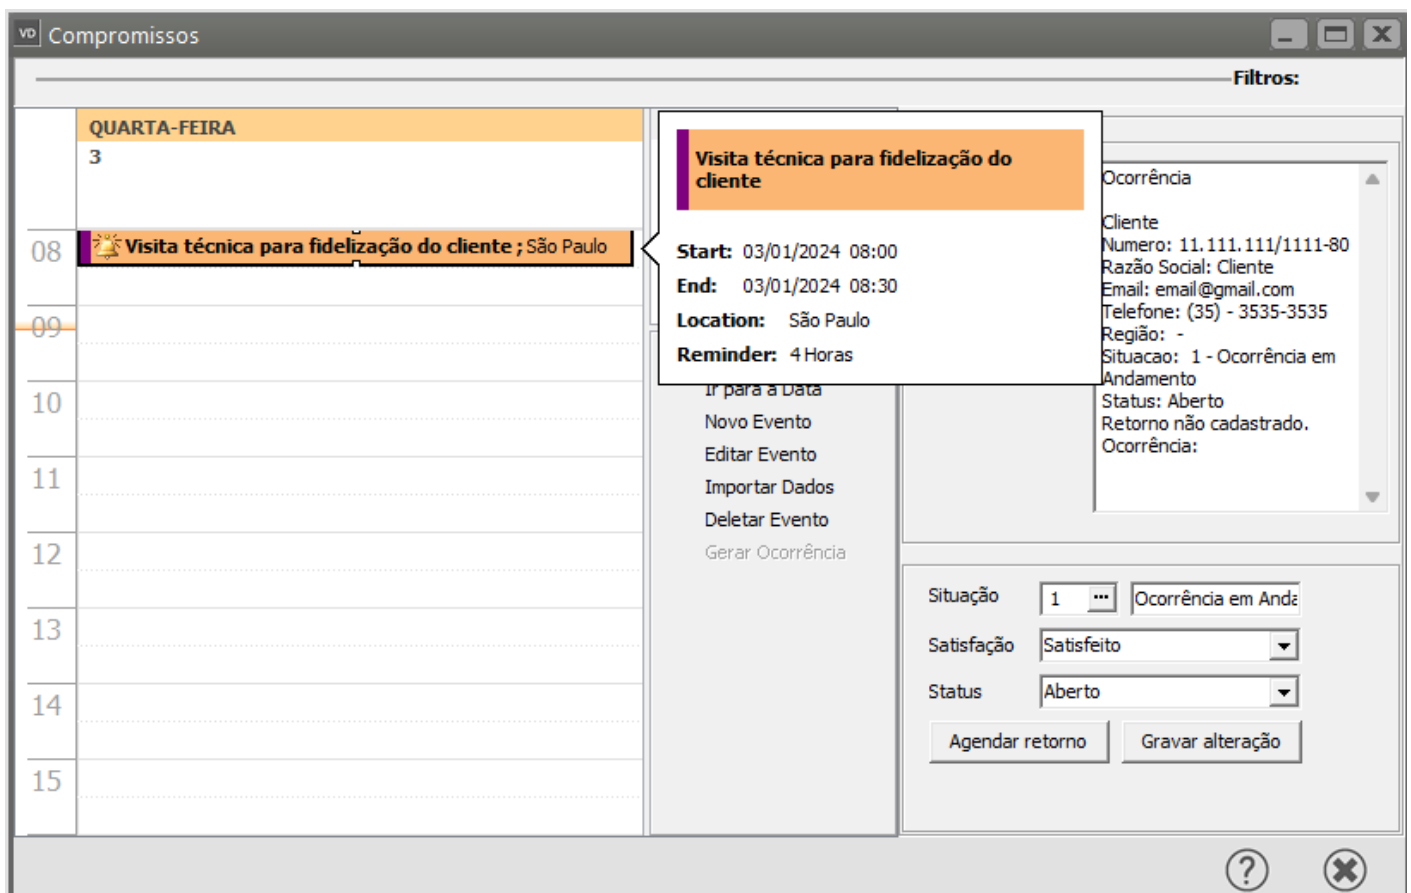 VD Compromissos
Filtros:
QUARTA-FEIRA
3
08
Visita técnica para fidelização do cliente ; São Paulo
09
10
11
12
13
14
15
Visita técnica para fidelização do
cliente
Start: 03/01/2024 08:00
End: 03/01/2024 08:30
Location: São Paulo
Reminder: 4 Horas
Ir para a Data
Novo Evento
Editar Evento
Importar Dados
Deletar Evento
Gerar Ocorrência
Ocorrência
Cliente
Numero: 11.111.111/1111-80
Razão Social: Cliente
Email: email@gmail.com
Telefone: (35) - 3535-3535
Região: -
Situacao: 1 - Ocorrência em
Andamento
Status: Aberto
Retorno não cadastrado.
Ocorrência:
Situação 1 ... Ocorrência em Anda
Satisfação Satisfeito
Status Aberto
Agendar retorno Gravar alteração
?